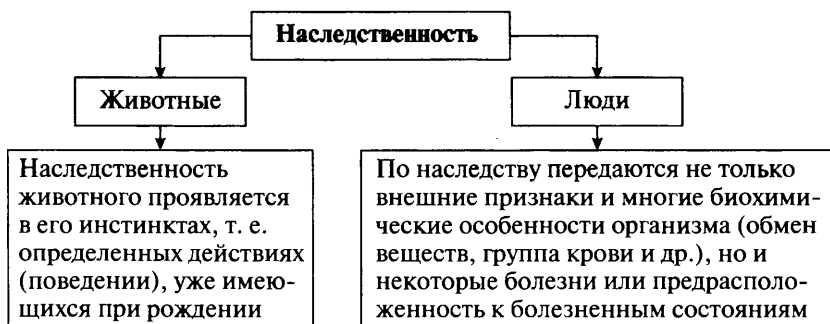 Наследственность
Животные
Люди
Наследственность
животного проявляется
в его инстинктах, т. е.
определенных действиях
(поведении), уже имею-
щихся при рождении
По наследству передаются не только
внешние признаки и многие биохими-
ческие особенности организма (обмен
веществ, группа крови и др.), но и
некоторые болезни или предрасполо-
женность к болезненным состояниям